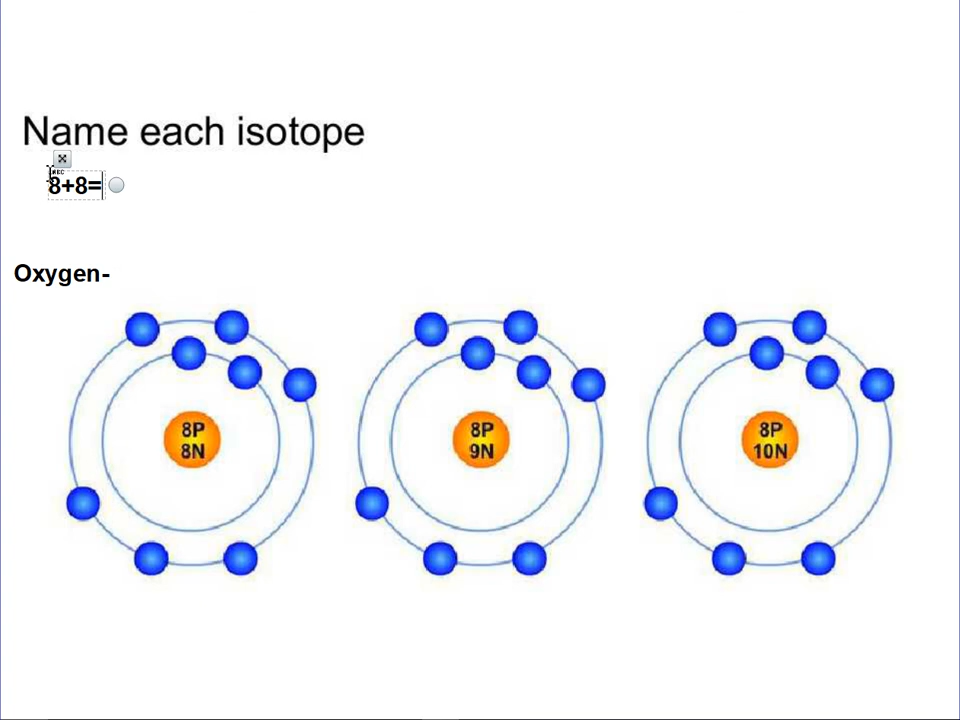 Name each isotope
8+8=
Oxygen-
8P 8P 8P
8N 9N 10N